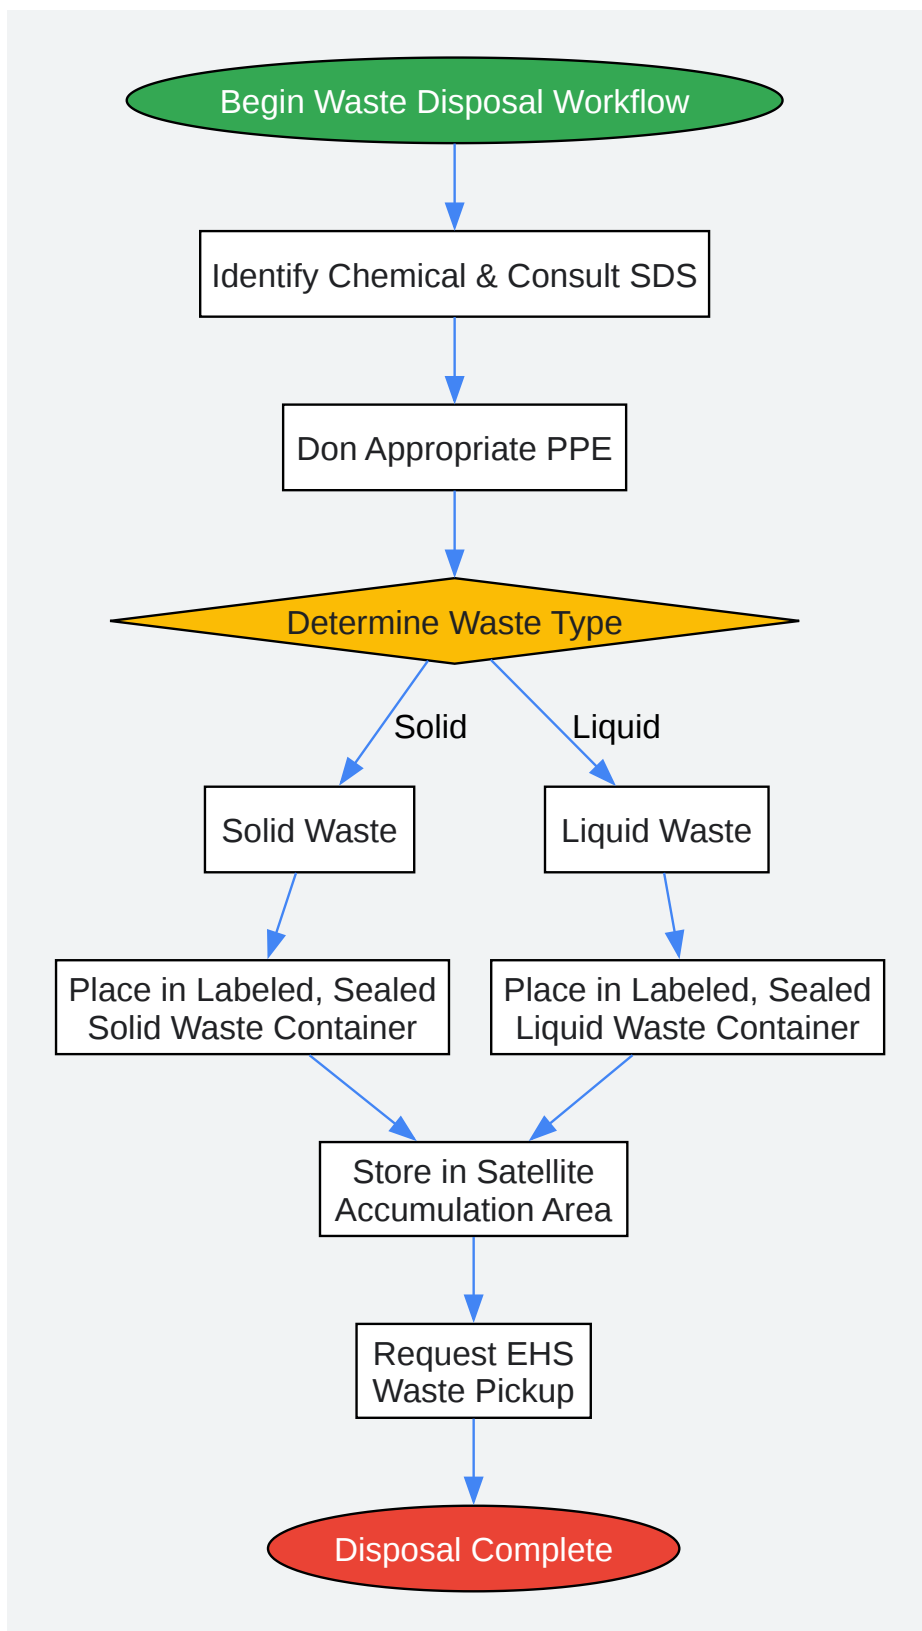 Begin Waste Disposal Workflow
Identify Chemical & Consult SDS
Don Appropriate PPE
Determine Waste Type
Solid
Liquid
Solid Waste
Liquid Waste
Place in Labeled, Sealed
Solid Waste Container
Place in Labeled, Sealed
Liquid Waste Container
Store in Satellite
Accumulation Area
Request EHS
Waste Pickup
Disposal Complete